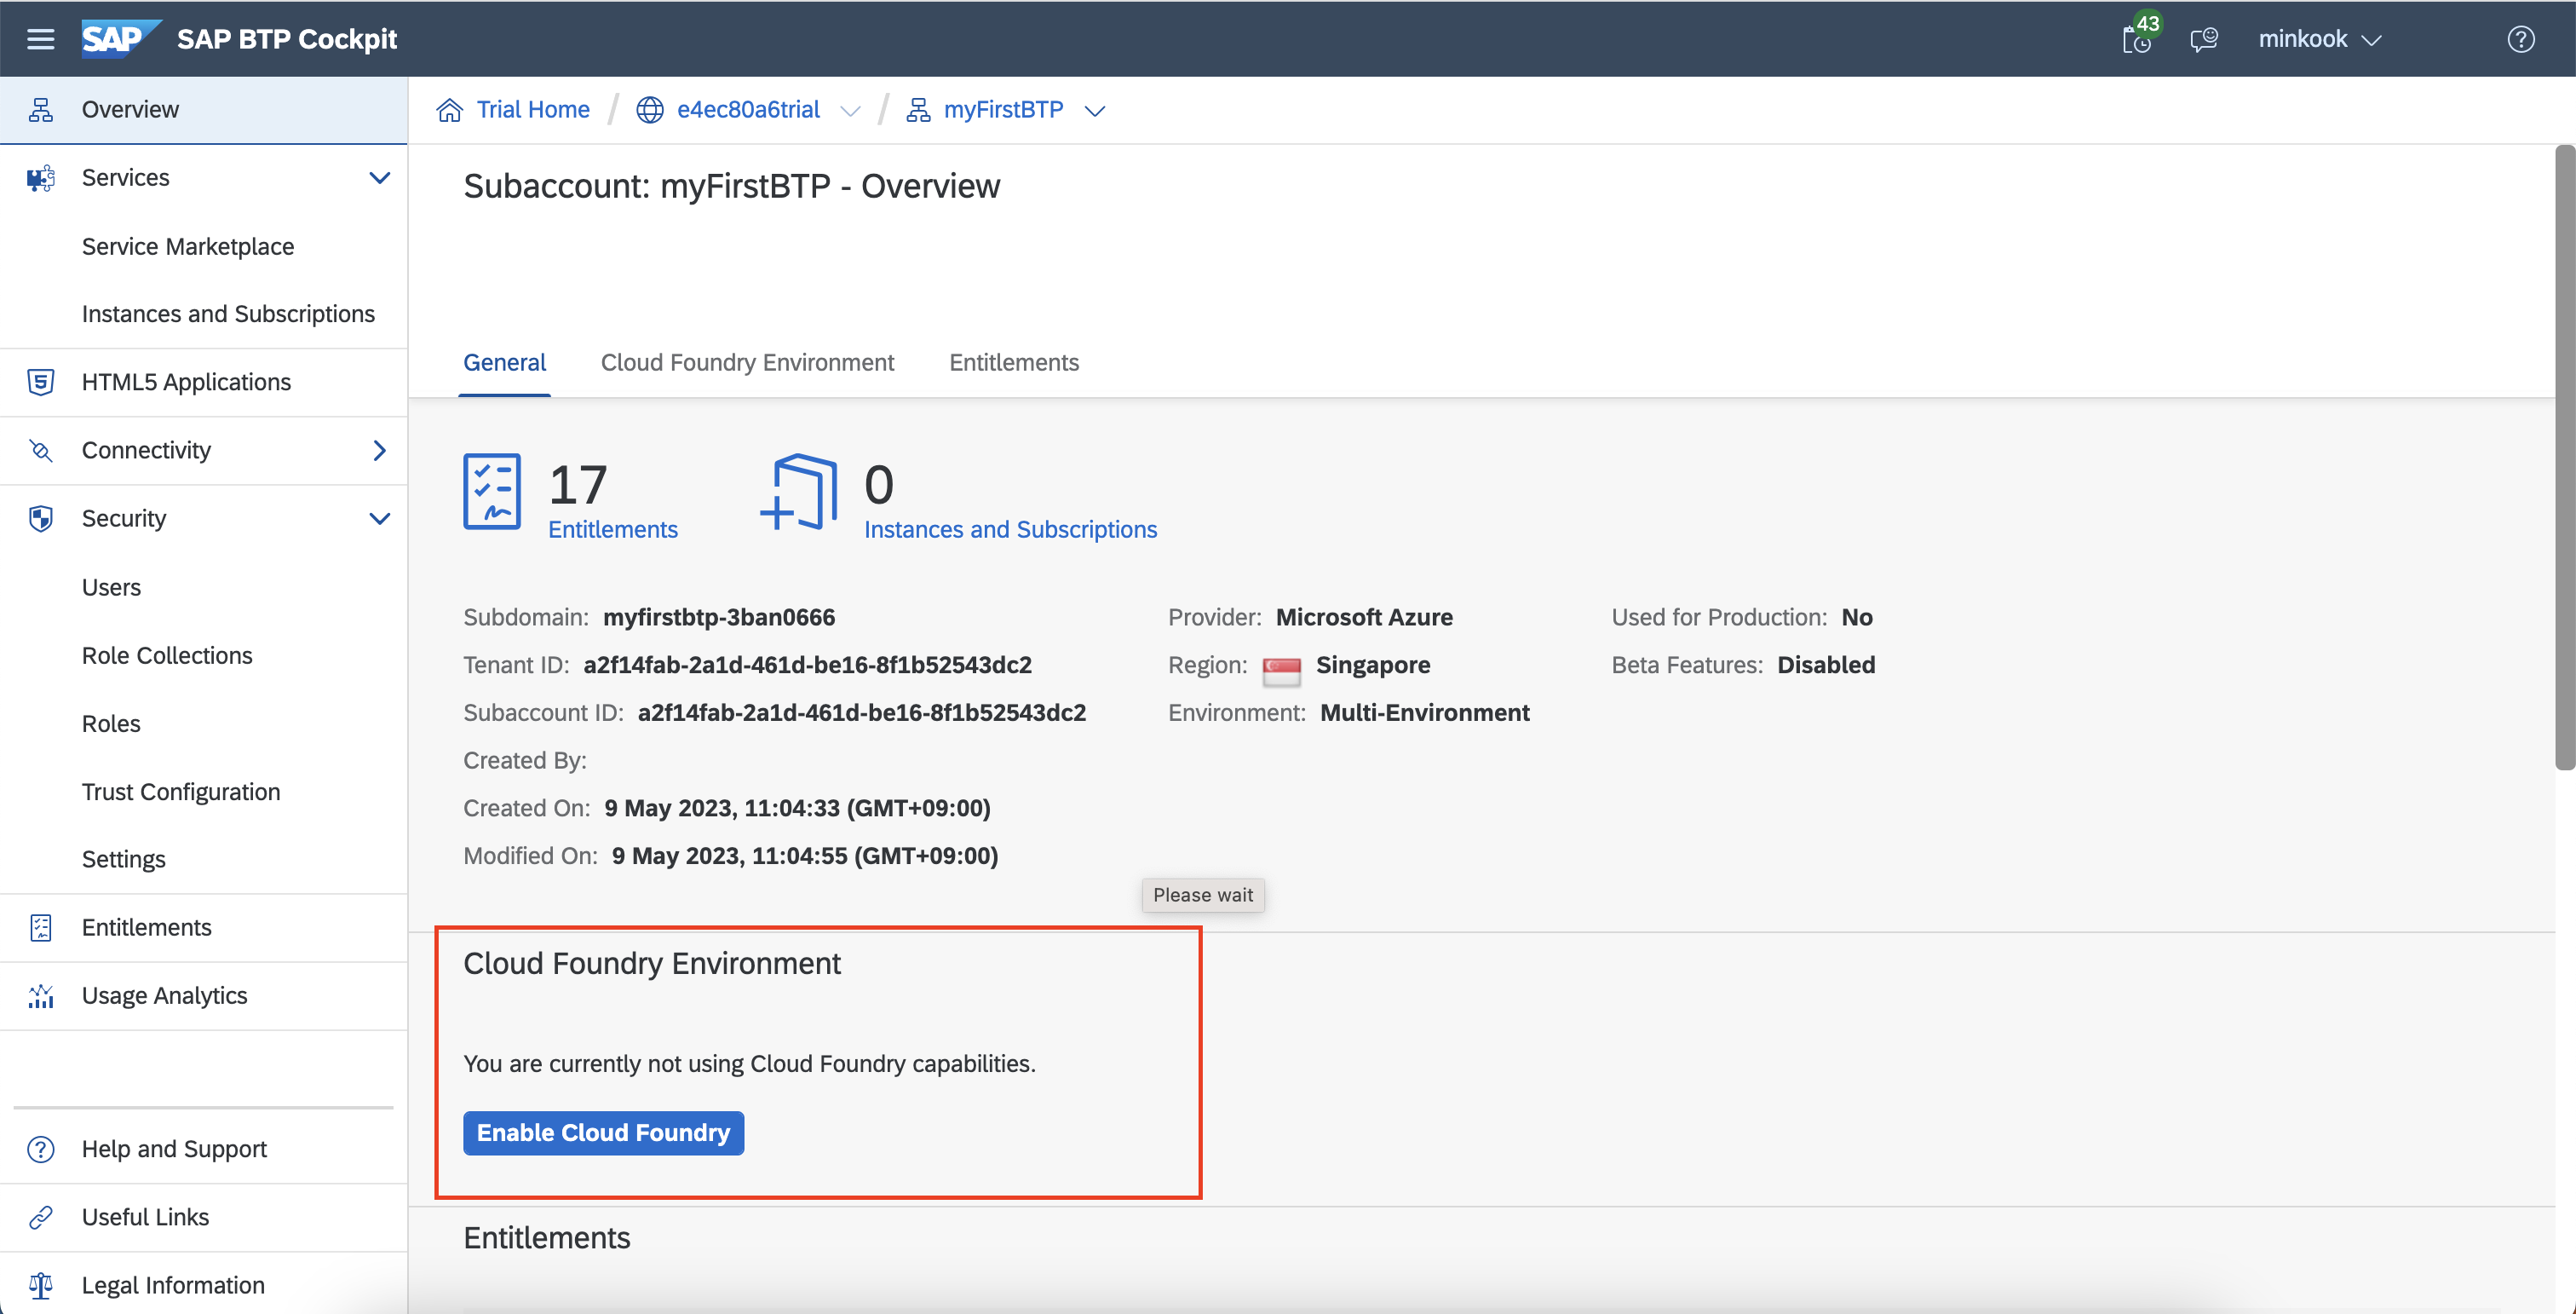 SAP SAP BTP Cockpit 43 minkook
Overview
Services
Service Marketplace
Instances and Subscriptions
HTML5 Applications
Connectivity
Security
Users
Role Collections
Roles
Trust Configuration
Settings
Entitlements
Usage Analytics
Help and Support
Useful Links
Legal Information
Trial Home / e4ec80a6trial / myFirstBTP
Subaccount: myFirstBTP - Overview
General Cloud Foundry Environment Entitlements
17
Entitlements
0
Instances and Subscriptions
Subdomain: myfirstbtp-3ban0666
Tenant ID: a2f14fab-2a1d-461d-be16-8f1b52543dc2
Subaccount ID: a2f14fab-2a1d-461d-be16-8f1b52543dc2
Created By:
Created On: 9 May 2023, 11:04:33 (GMT+09:00)
Modified On: 9 May 2023, 11:04:55 (GMT+09:00)
Provider: Microsoft Azure
Region: Singapore
Environment: Multi-Environment
Used for Production: No
Beta Features: Disabled
Please wait
Cloud Foundry Environment
You are currently not using Cloud Foundry capabilities.
Enable Cloud Foundry
Entitlements